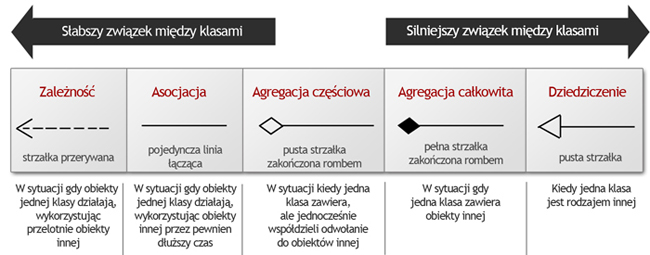 Słabszy związek między klasami
Silniejszy związek między klasami
Zależność
strzałka przerywana
Asocjacja
pojedyncza linia
łącząca
Agregacja częściowa
pusta strzałka
zakończona rombem
Agregacja całkowita
pełna strzałka
zakończona rombem
Dziedziczenie
pusta strzałka
W sytuacji gdy obiekty
jednej klasy działają,
wykorzystując
przelotnie obiekty
innej
W sytuacji gdy obiekty
jednej klasy działają,
wykorzystując obiekty
innej przez pewnien
dłuższy czas
W sytuacji kiedy jedna
klasa zawiera,
ale jednocześnie
współdzieli odwołanie
do obiektów innej
W sytuacji gdy
jedna klasa zawiera
obiekty innej
Kiedy jedna klasa
jest rodzajem innej